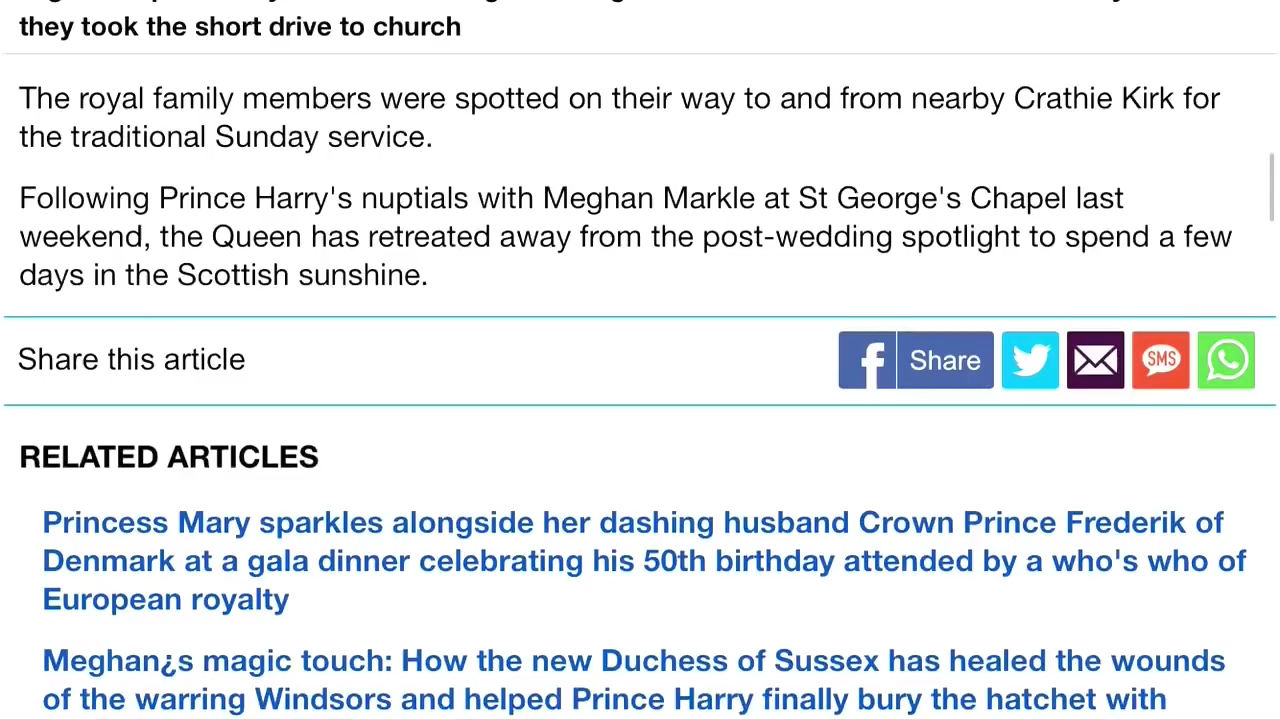 they took the short drive to church
The royal family members were spotted on their way to and from nearby Crathie Kirk for
the traditional Sunday service.
Following Prince Harry's nuptials with Meghan Markle at St George's Chapel last
weekend, the Queen has retreated away from the post-wedding spotlight to spend a few
days in the Scottish sunshine.
Share this article
f Share
SMS
RELATED ARTICLES
Princess Mary sparkles alongside her dashing husband Crown Prince Frederik of
Denmark at a gala dinner celebrating his 50th birthday attended by a who's who of
European royalty
Meghan¿s magic touch: How the new Duchess of Sussex has healed the wounds
of the warring Windsors and helped Prince Harry finally bury the hatchet with